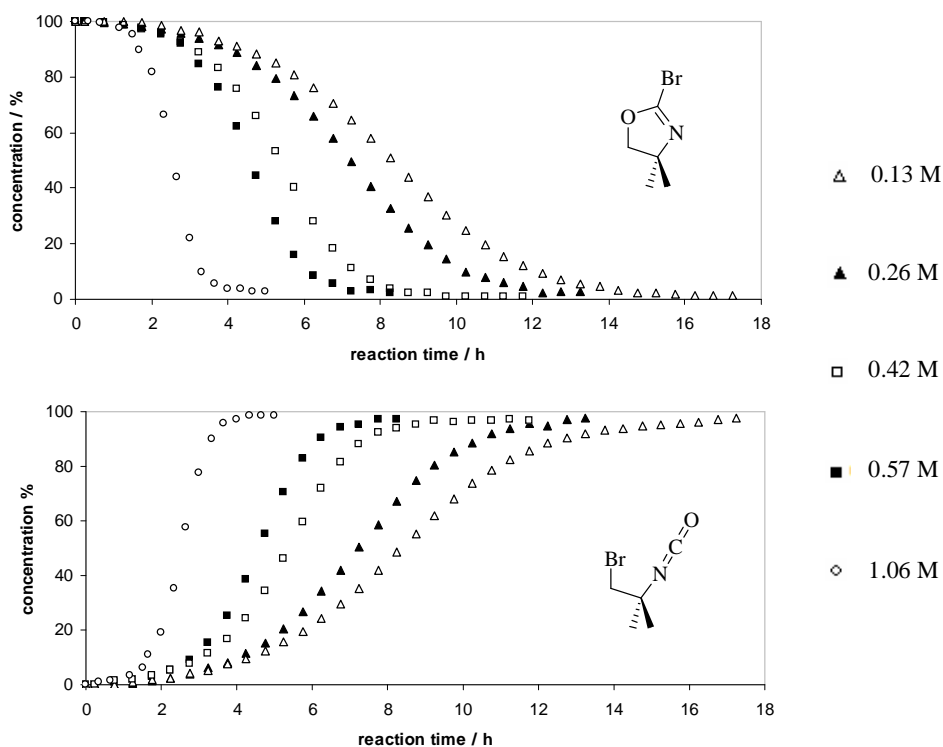 100
80
60
40
20
0
concentration / %
0 2 4 6 8 10 12 14 16 18
reaction time / h
Br
O
N
100
80
60
40
20
0
concentration %
0 2 4 6 8 10 12 14 16 18
reaction time / h
O
C
Br
N
0.13 M
0.26 M
0.42 M
0.57 M
1.06 M